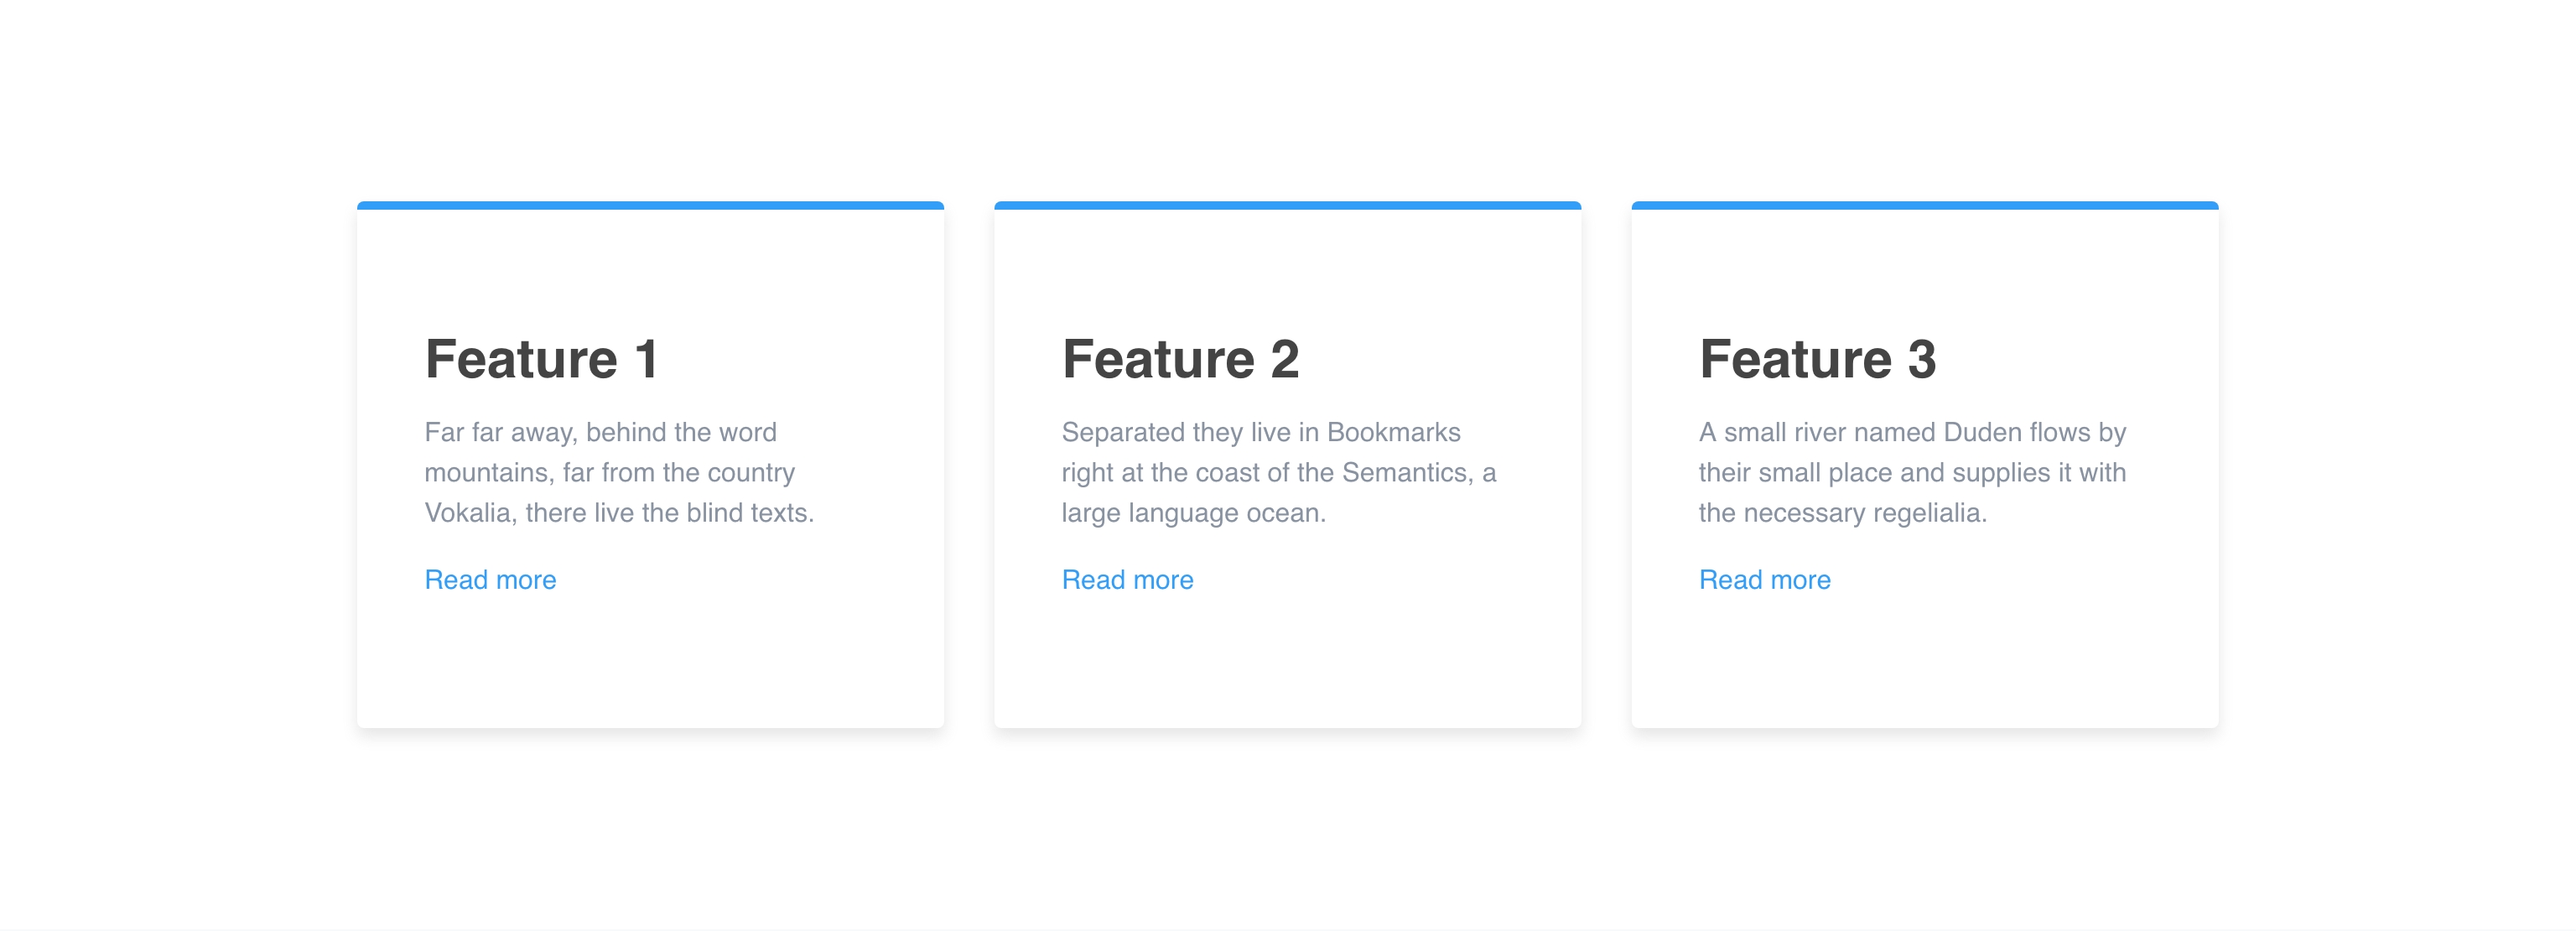 Feature 1
Far far away, behind the word
mountains, far from the country
Vokalia, there live the blind texts.
Read more
Feature 2
Separated they live in Bookmarks
right at the coast of the Semantics, a
large language ocean.
Read more
Feature 3
A small river named Duden flows by
their small place and supplies it with
the necessary regelialia.
Read more